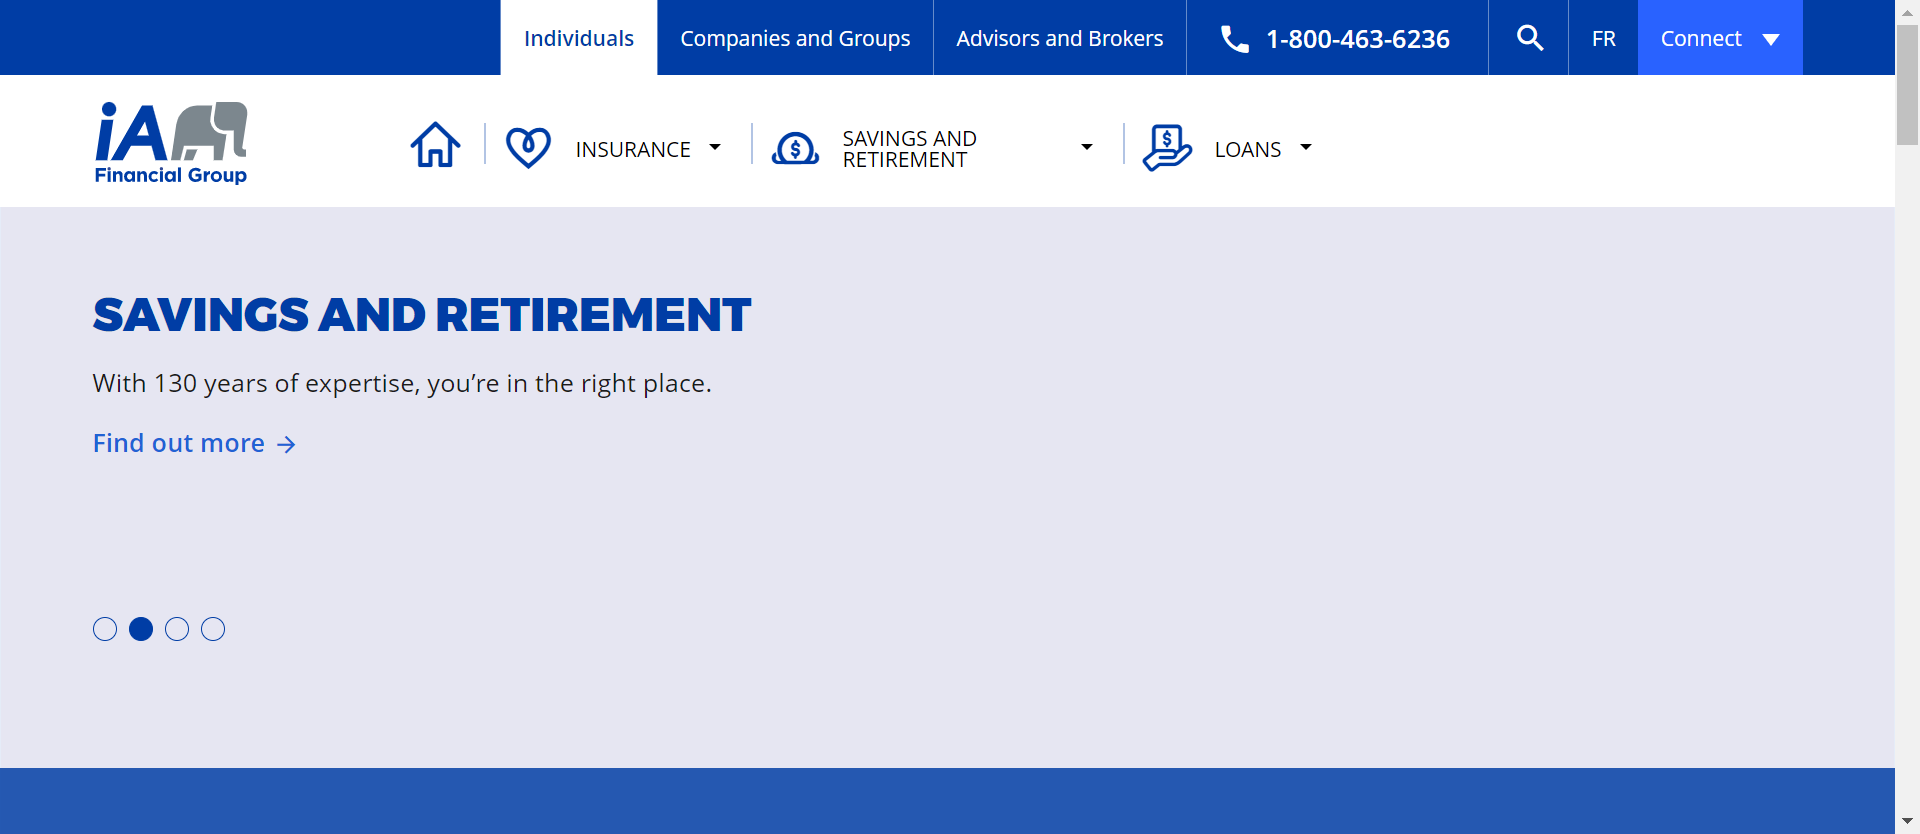 Individuals
Companies and Groups
Advisors and Brokers
1-800-463-6236
FR
Connect
iA
Financial Group
INSURANCE
SAVINGS AND
RETIREMENT
LOANS
SAVINGS AND RETIREMENT
With 130 years of expertise, you’re in the right place.
Find out more →